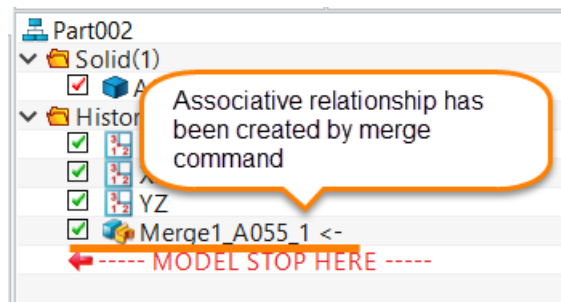 Part002
Solid(1)
A
Associative relationship has
been created by merge
command
Histor
X
YZ
Merge1_A055_1 <-
----- MODEL STOP HERE -----